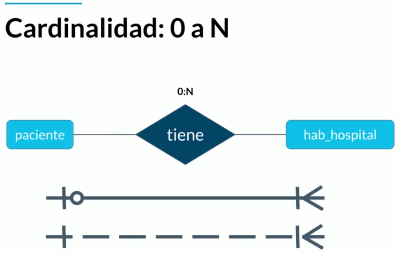 Cardinalidad: 0 a N
0:N
paciente
tiene
hab_hospital